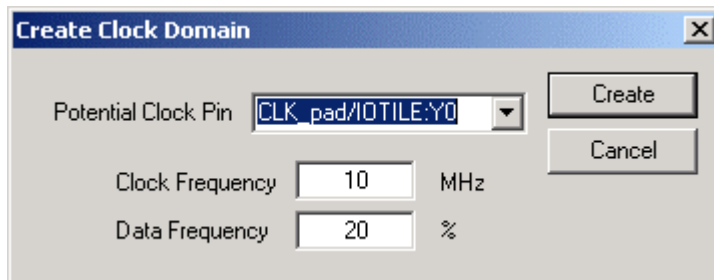 Create Clock Domain
Potential Clock Pin CLK_pad/IOTILE:Y0 Create
Cancel
Clock Frequency 10 MHz
Data Frequency 20 %